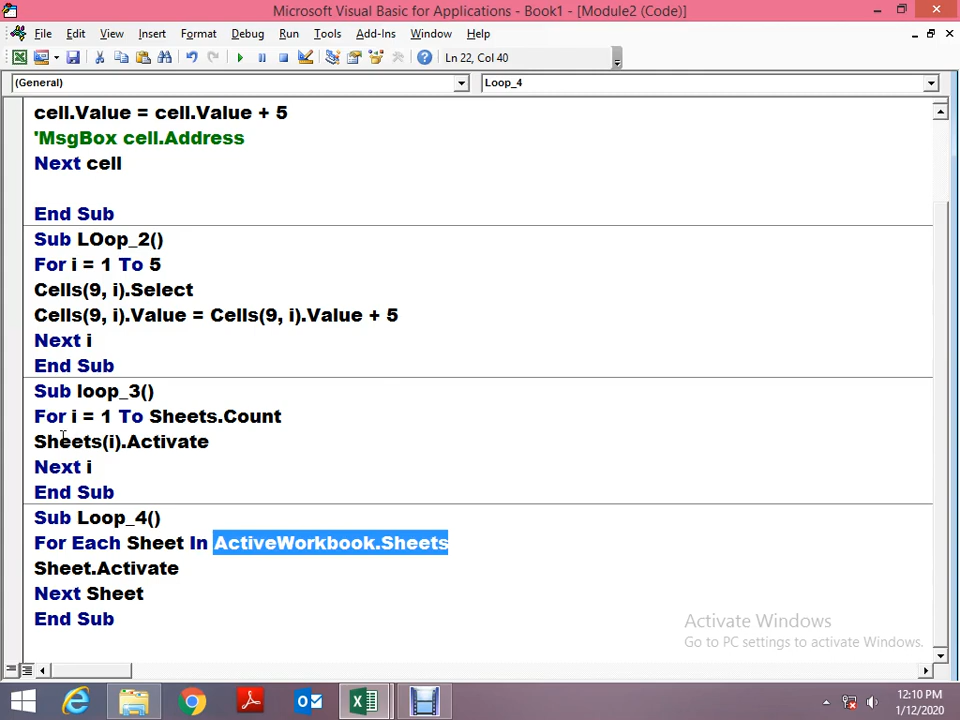 Microsoft Visual Basic for Applications - Book1 - [Module2 (Code)]
File Edit View Insert Format Debug Run Tools Add-Ins Window Help
Ln 22, Col 40
(General) Loop_4
cell.Value = cell.Value + 5
'MsgBox cell.Address
Next cell
End Sub
Sub LOop_2()
For i = 1 To 5
Cells(9, i).Select
Cells(9, i).Value = Cells(9, i).Value + 5
Next i
End Sub
Sub loop_3()
For i = 1 To Sheets.Count
Sheets(i).Activate
Next i
End Sub
Sub Loop_4()
For Each Sheet In ActiveWorkbook.Sheets
Sheet.Activate
Next Sheet
End Sub
Activate Windows
Go to PC settings to activate Windows.
12:10 PM
1/12/2020